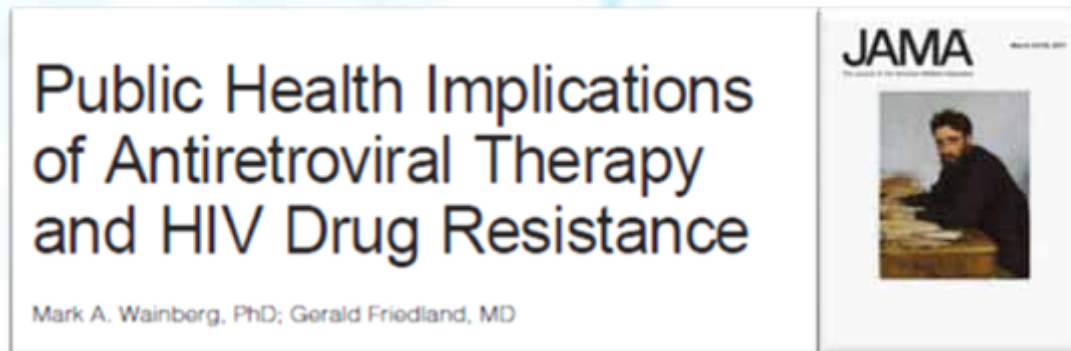 Public Health Implications
of Antiretroviral Therapy
and HIV Drug Resistance
Mark A. Wainberg, PhD; Gerald Friedland, MD
JAMA